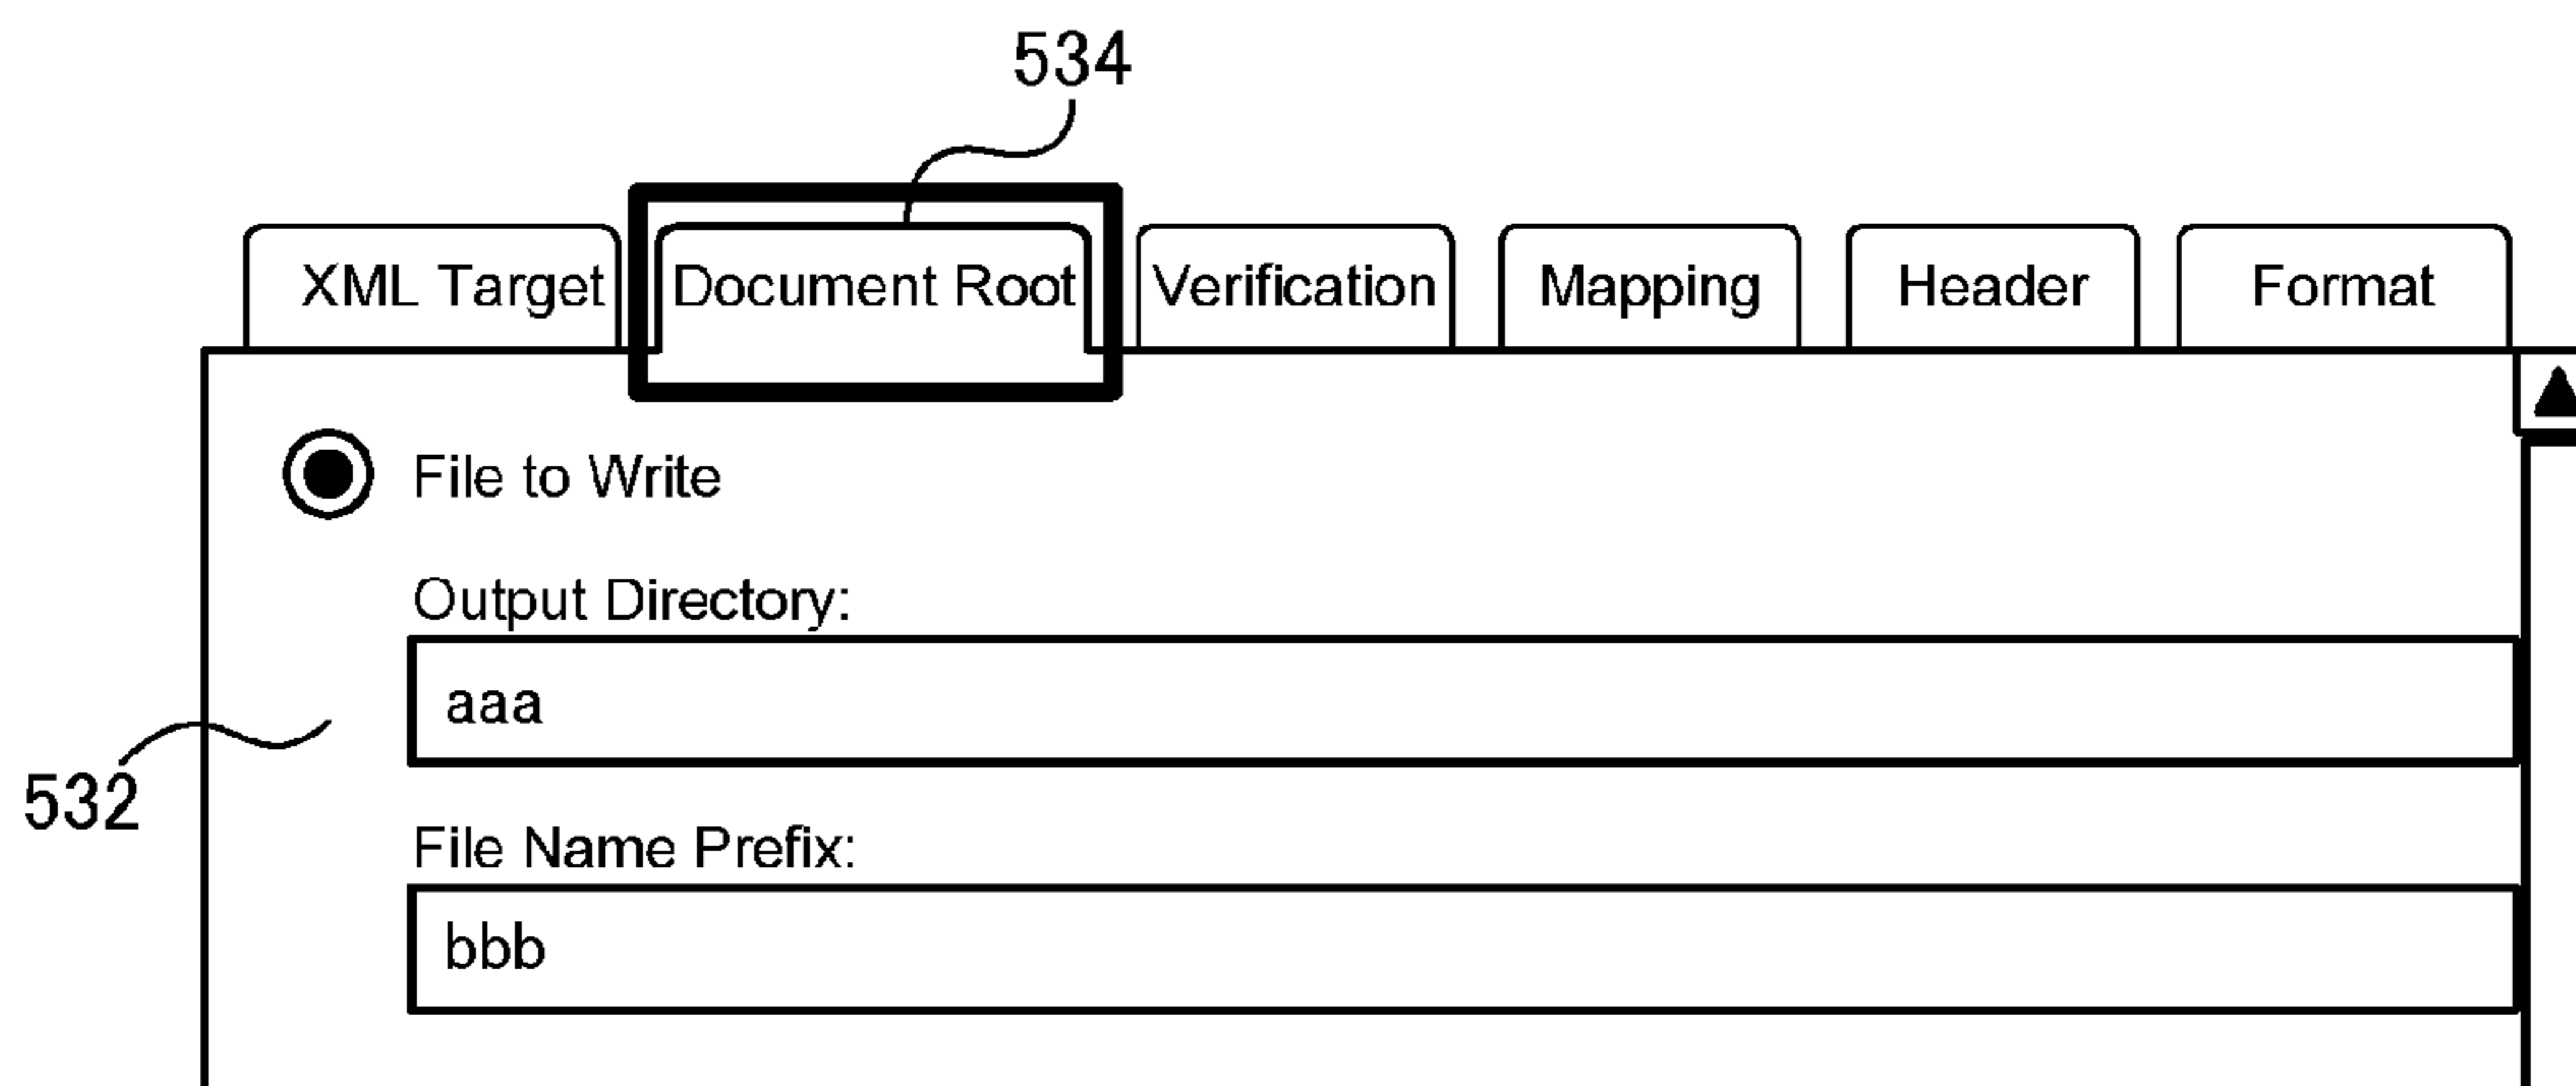 534
XML Target Document Root Verification Mapping Header Format
File to Write
Output Directory:
aaa
532
File Name Prefix:
bbb